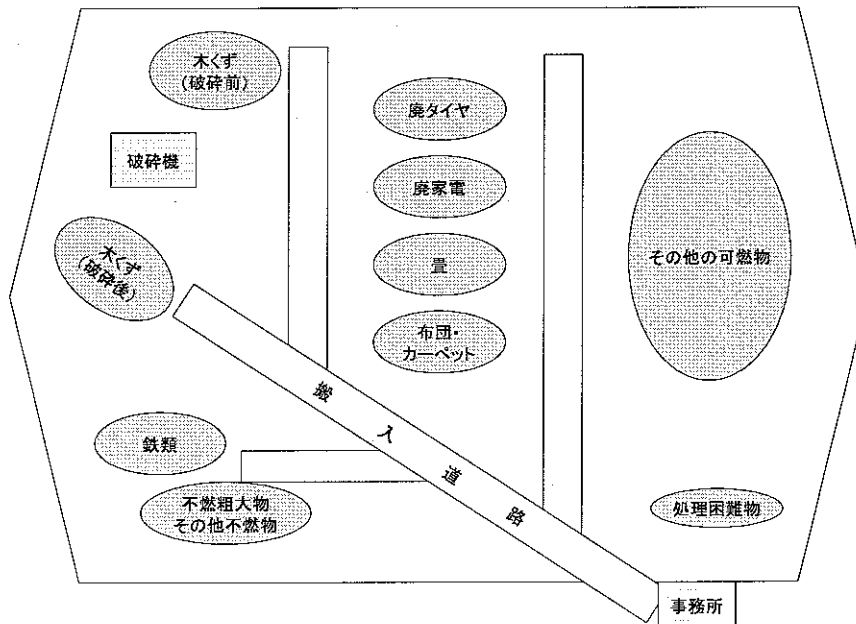 木くず
(破砕前)
廃タイヤ
破砕機
廃家電
木くず
(破砕後)
畳
その他の可燃物
布団・
カーペット
搬入道路
鉄類
不燃粗大物
その他不燃物
処理困難物
事務所